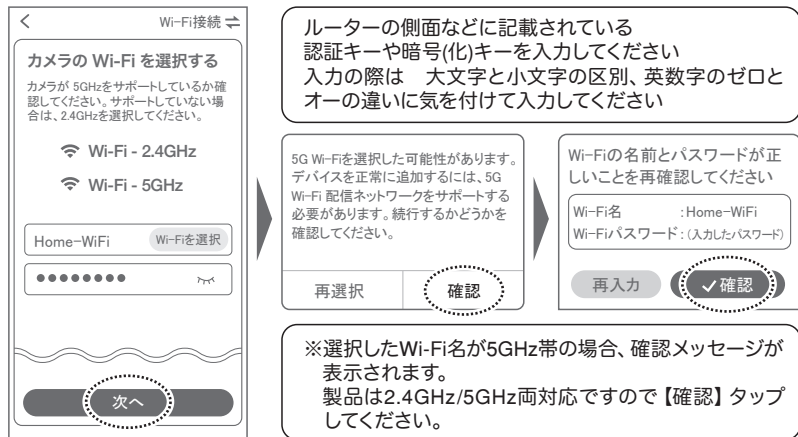 Wi-Fi接続
カメラの Wi-Fi を選択する
カメラが 5GHzをサポートしているか確
認してください。サポートしていない場
合は、2.4GHzを選択してください。
Wi-Fi - 2.4GHz
Wi-Fi - 5GHz
Home-WiFi
Wi-Fiを選択
●●●●●●●●
次へ
ルーターの側面などに記載されている
認証キーや暗号(化)キーを入力してください
入力の際は 大文字と小文字の区別、英数字のゼロと
オーの違いに気を付けて入力してください
5G Wi-Fiを選択した可能性があります。
デバイスを正常に追加するには、5G
Wi-Fi 配信ネットワークをサポートする
必要があります。続行するかどうかを
確認してください。
再選択
確認
Wi-Fiの名前とパスワードが正
しいことを再確認してください
Wi-Fi名 :Home-WiFi
Wi-Fiパスワード:(入力したパスワード)
再入力
✓確認
※選択したWi-Fi名が5GHz帯の場合、確認メッセージが
表示されます。
製品は2.4GHz/5GHz両対応ですので【確認】タップ
してください。